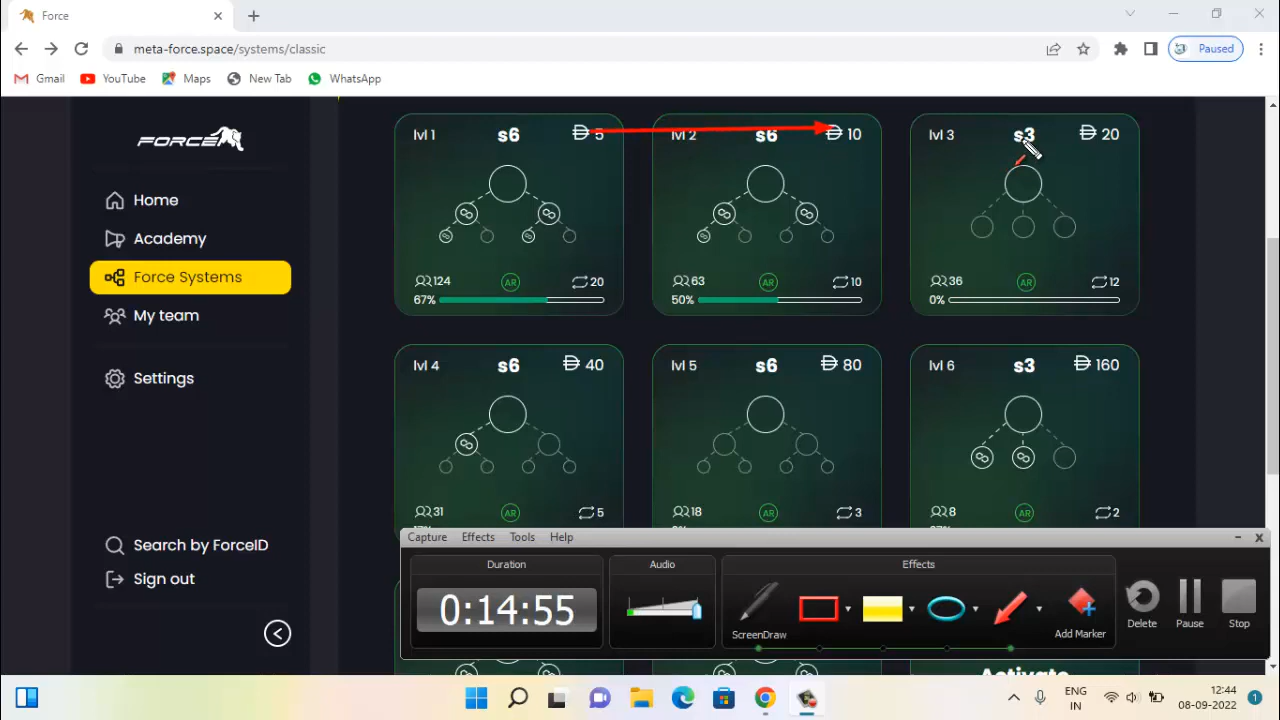 Force
meta-force.space/systems/classic
Paused
Gmail
YouTube
Maps
New Tab
WhatsApp
FORCE
Home
Academy
Force Systems
My team
Settings
Search by ForceID
Sign out
lvl 1 s6 5
124 AR 20
67%
lvl 2 s6 10
63 AR 10
50%
lvl 3 s3 20
36 AR 12
0%
lvl 4 s6 40
31 AR 5
lvl 5 s6 80
18 AR 3
lvl 6 s3 160
8 AR 2
Capture Effects Tools Help
Duration
0:14:55
Audio
Effects
ScreenDraw
Add Marker
Delete
Pause
Stop
Activate
ENG
IN
12:44
08-09-2022
1